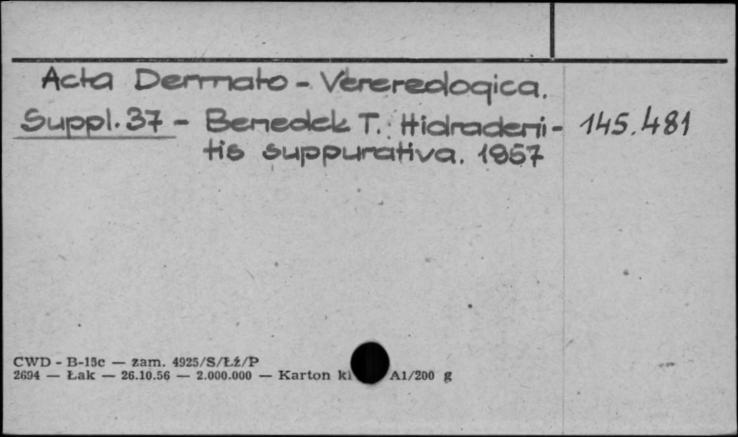 Acta Dermato - Venereologica.
Suppl. 37 - Benedek T.: Hidradeni- 145.481
tis suppurativa. 1957
CWD - B-15c — zam. 4925/S/Łź/P
2694 — Łak — 26.10.56 — 2.000.000 — Karton kl A1/200 g